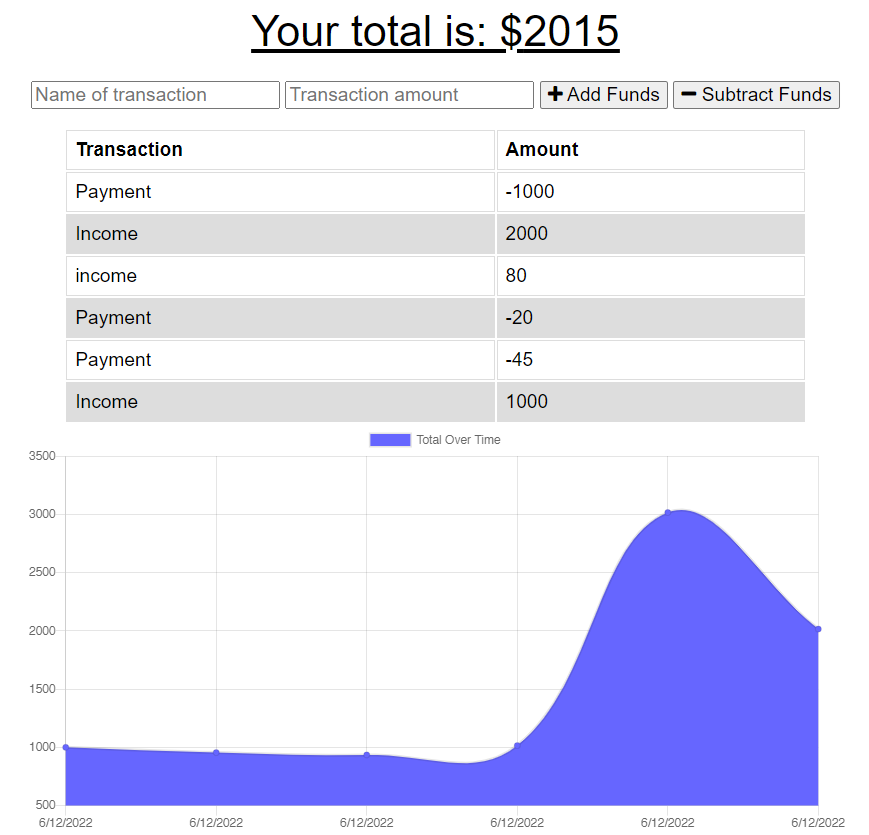 Your total is: $2015
Name of transaction Transaction amount + Add Funds − Subtract Funds
Transaction Amount
Payment -1000
Income 2000
income 80
Payment -20
Payment -45
Income 1000
Total Over Time
3500
3000
2500
2000
1500
1000
500
6/12/2022 6/12/2022 6/12/2022 6/12/2022 6/12/2022 6/12/2022